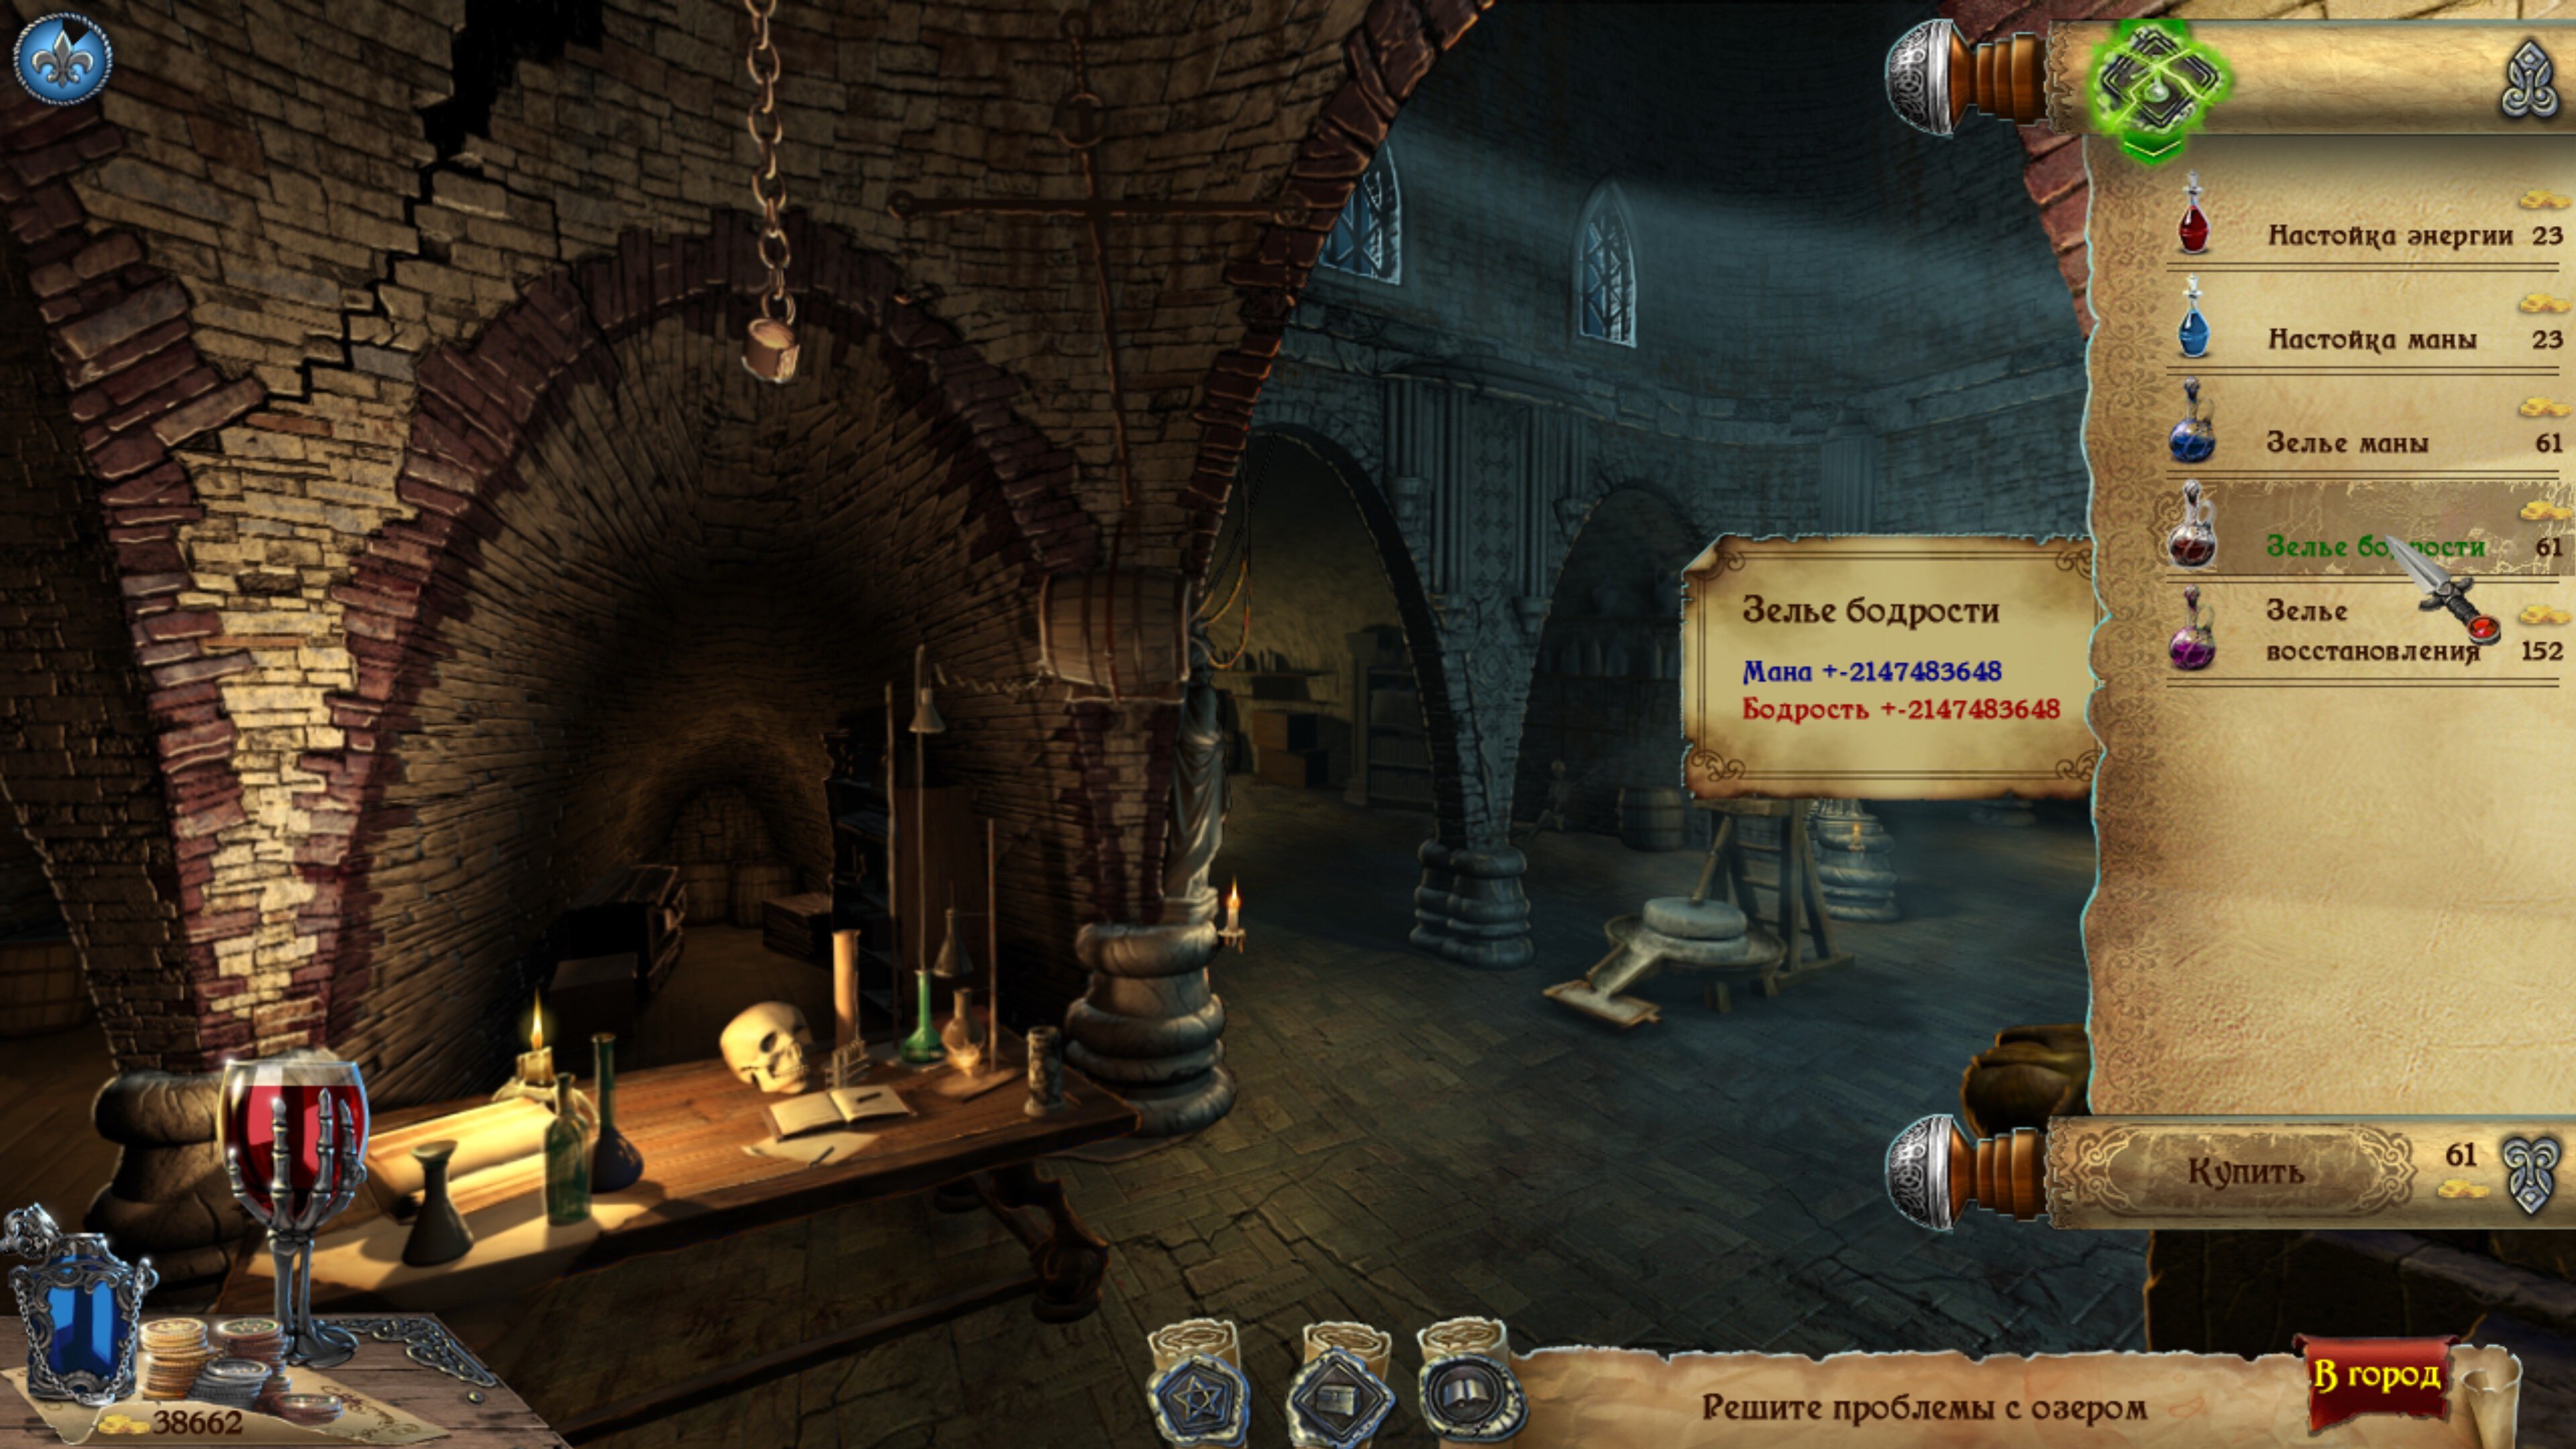 Настойка энергии 23
Настойка маны 23
Зелье маны 61
Зелье бодрости 61
Зелье
восстановления 152
Зелье бодрости
Мана +-2147483648
Бодрость +-2147483648
Купить 61
38662
Решите проблемы с озером
В город